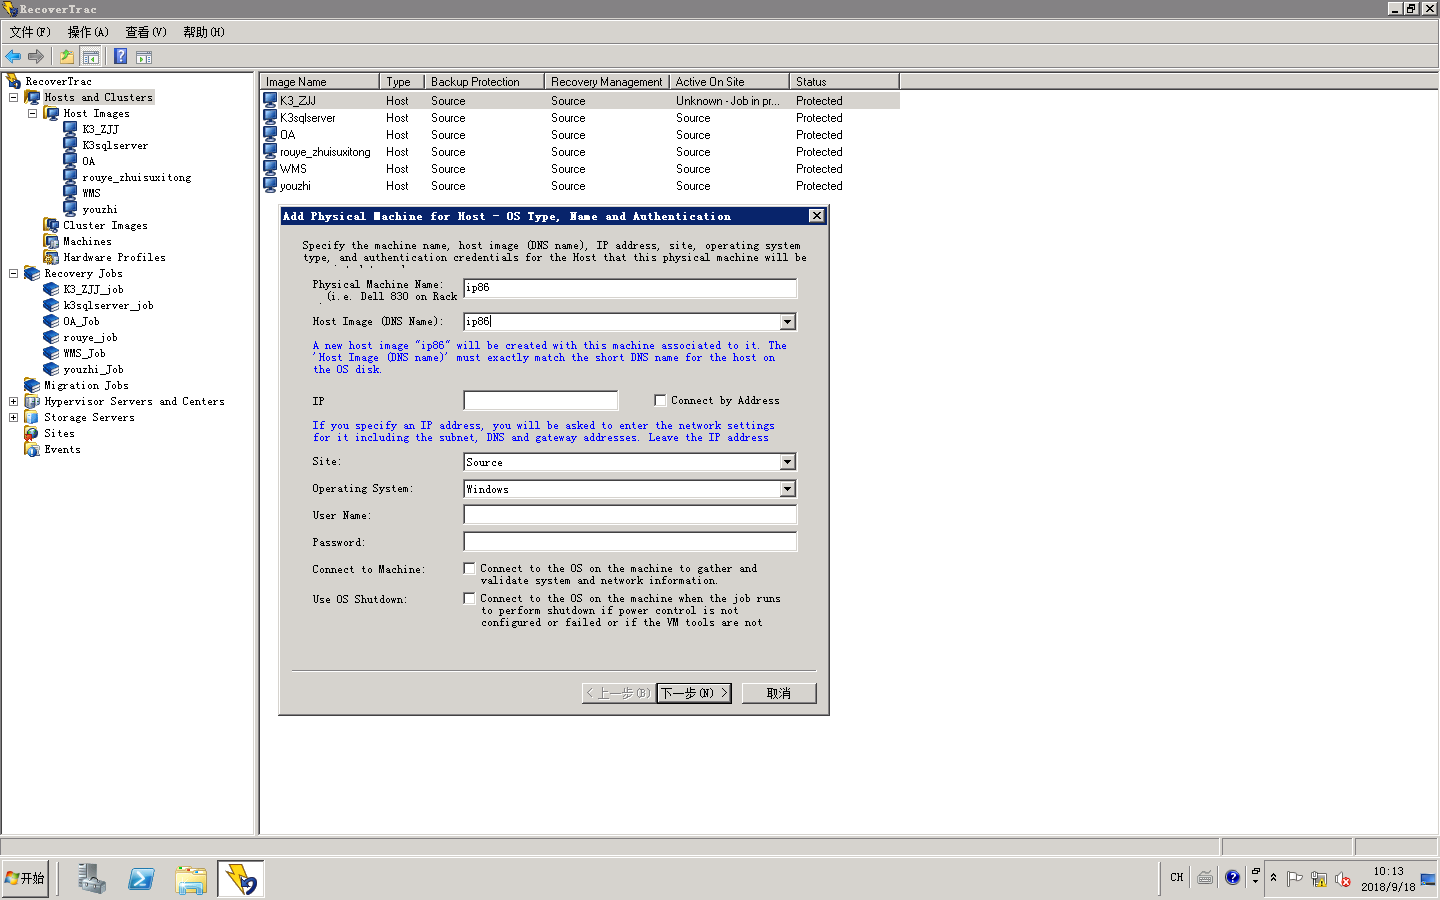 RecoverTrac
文件(F) 操作(A) 查看(V) 帮助(H)
RecoverTrac
Hosts and Clusters
Host Images
K3_ZJJ
K3sqlserver
OA
rouye_zhuisuxitong
WMS
youzhi
Cluster Images
Machines
Hardware Profiles
Recovery Jobs
K3_ZJJ_job
k3sqlserver_job
OA_Job
rouye_job
WMS_Job
youzhi_Job
Migration Jobs
Hypervisor Servers and Centers
Storage Servers
Sites
Events
Image Name Type Backup Protection Recovery Management Active On Site Status
K3_ZJJ Host Source Source Unknown - Job in pr... Protected
K3sqlserver Host Source Source Source Protected
OA Host Source Source Source Protected
rouye_zhuisuxitong Host Source Source Source Protected
WMS Host Source Source Source Protected
youzhi Host Source Source Source Protected
Add Physical Machine for Host - OS Type, Name and Authentication
Specify the machine name, host image (DNS name), IP address, site, operating system
type, and authentication credentials for the Host that this physical machine will be
Physical Machine Name: ip86
(i.e. Dell 830 on Rack
Host Image (DNS Name): ip86
A new host image "ip86" will be created with this machine associated to it. The
'Host Image (DNS name)' must exactly match the short DNS name for the host on
the OS disk.
IP Connect by Address
If you specify an IP address, you will be asked to enter the network settings
for it including the subnet, DNS and gateway addresses. Leave the IP address
Site: Source
Operating System: Windows
User Name:
Password:
Connect to Machine: Connect to the OS on the machine to gather and
validate system and network information.
Use OS Shutdown: Connect to the OS on the machine when the job runs
to perform shutdown if power control is not
configured or failed or if the VM tools are not
< 上一步(B) 下一步(N) > 取消
开始 CH 10:13
2018/9/18